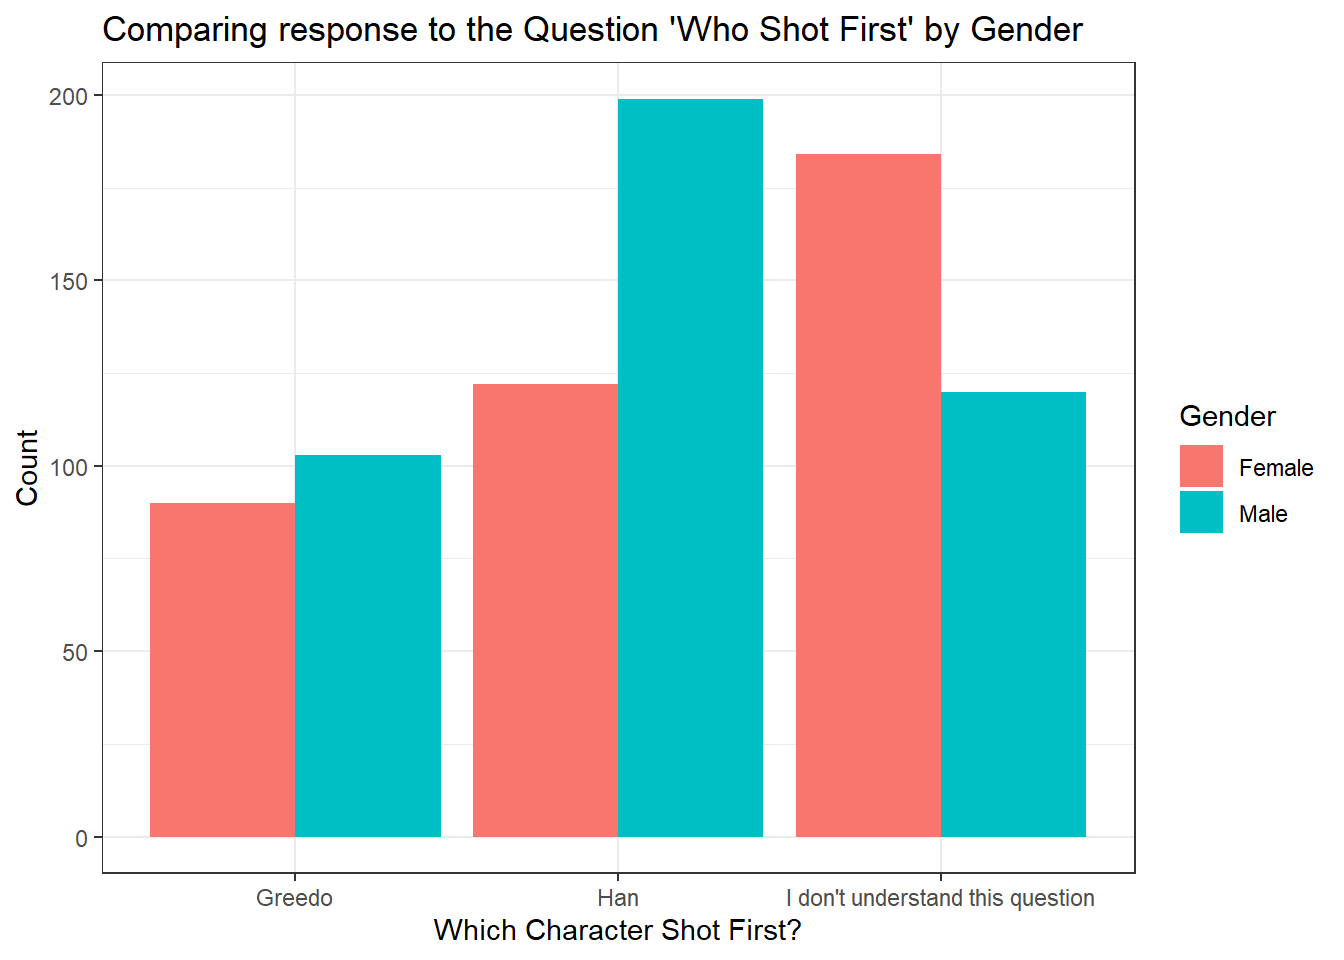 Comparing response to the Question 'Who Shot First' by Gender
200
150
100
50
0
Count
Greedo
Han
I don't understand this question
Which Character Shot First?
Gender
Female
Male